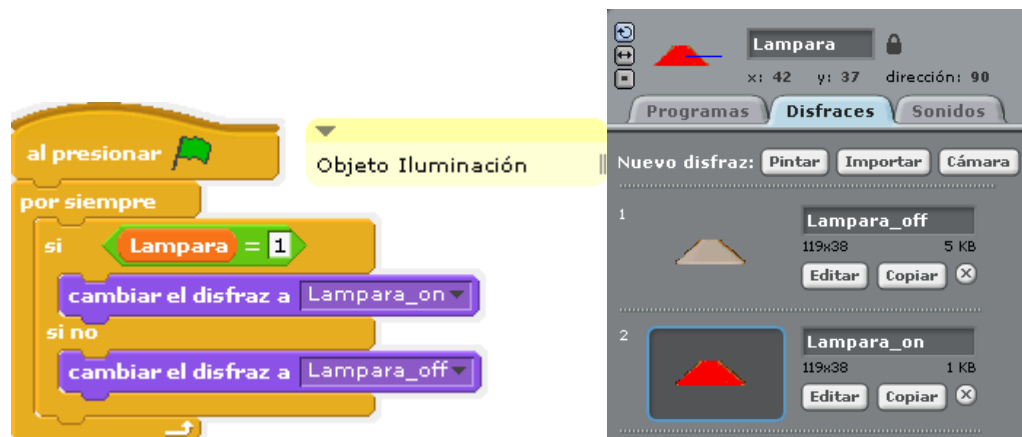 al presionar
Objeto Iluminación
por siempre
si Lampara = 1
cambiar el disfraz a Lampara_on
si no
cambiar el disfraz a Lampara_off
Lampara
x: 42 y: 37 dirección: 90
Programas Disfraces Sonidos
Nuevo disfraz: Pintar Importar Cámara
1
Lampara_off
119x38 5 KB
Editar Copiar
2
Lampara_on
119x38 1 KB
Editar Copiar